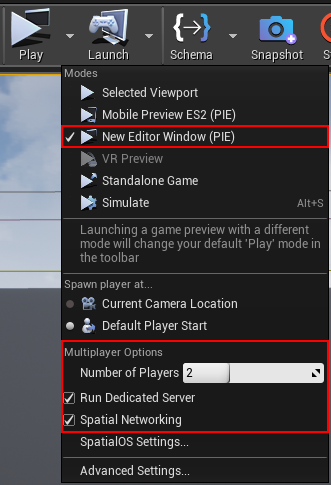 Play
Launch
Schema
Snapshot
Modes
Selected Viewport
Mobile Preview ES2 (PIE)
New Editor Window (PIE)
VR Preview
Standalone Game
Simulate Alt+S
Launching a game preview with a different
mode will change your default 'Play' mode in
the toolbar
Spawn player at...
Current Camera Location
Default Player Start
Multiplayer Options
Number of Players 2
Run Dedicated Server
Spatial Networking
SpatialOS Settings...
Advanced Settings...